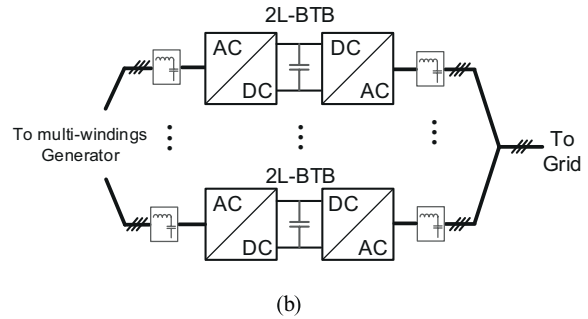 2L-BTB
AC
DC
DC
AC
To multi-windings
Generator
To
Grid
2L-BTB
AC
DC
DC
AC
(b)